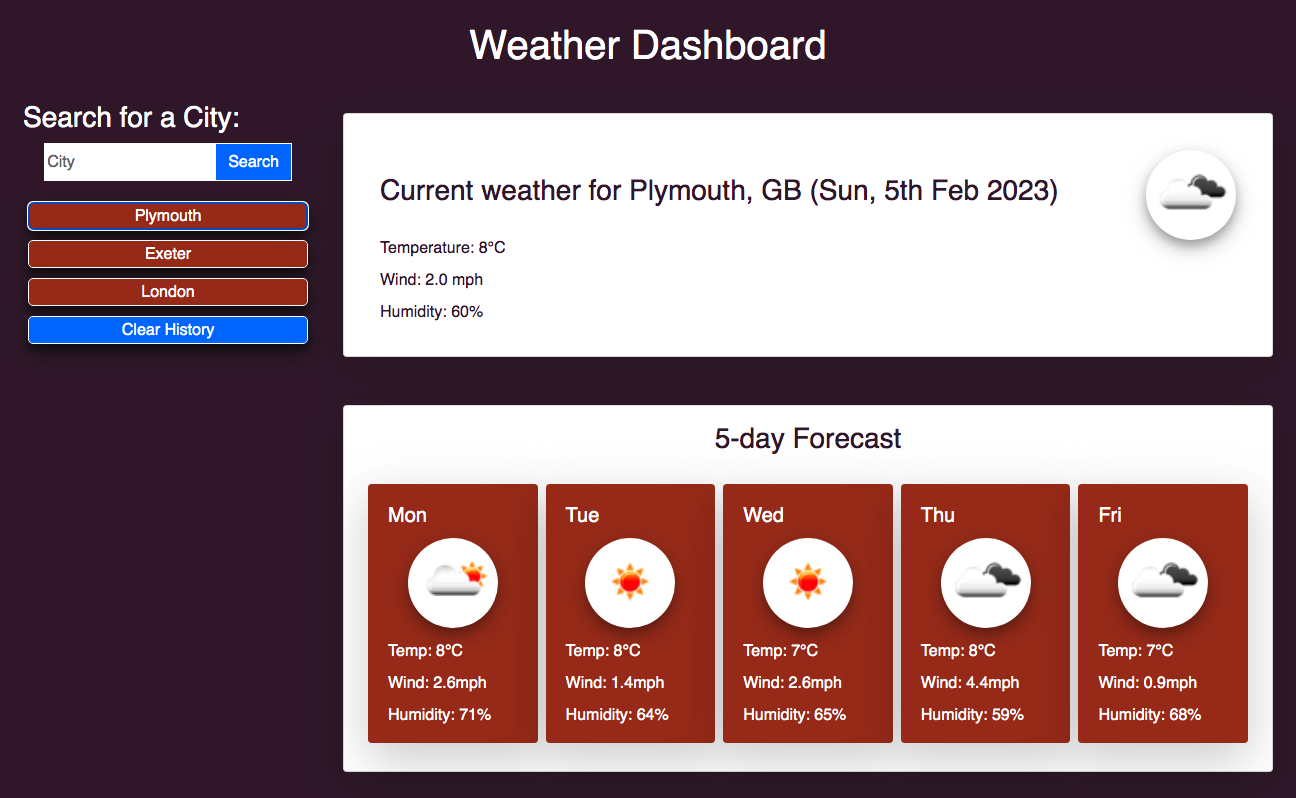 Weather Dashboard
Search for a City:
City
Search
Plymouth
Exeter
London
Clear History
Current weather for Plymouth, GB (Sun, 5th Feb 2023)
Temperature: 8°C
Wind: 2.0 mph
Humidity: 60%
5-day Forecast
Mon
Temp: 8°C
Wind: 2.6mph
Humidity: 71%
Tue
Temp: 8°C
Wind: 1.4mph
Humidity: 64%
Wed
Temp: 7°C
Wind: 2.6mph
Humidity: 65%
Thu
Temp: 8°C
Wind: 4.4mph
Humidity: 59%
Fri
Temp: 7°C
Wind: 0.9mph
Humidity: 68%